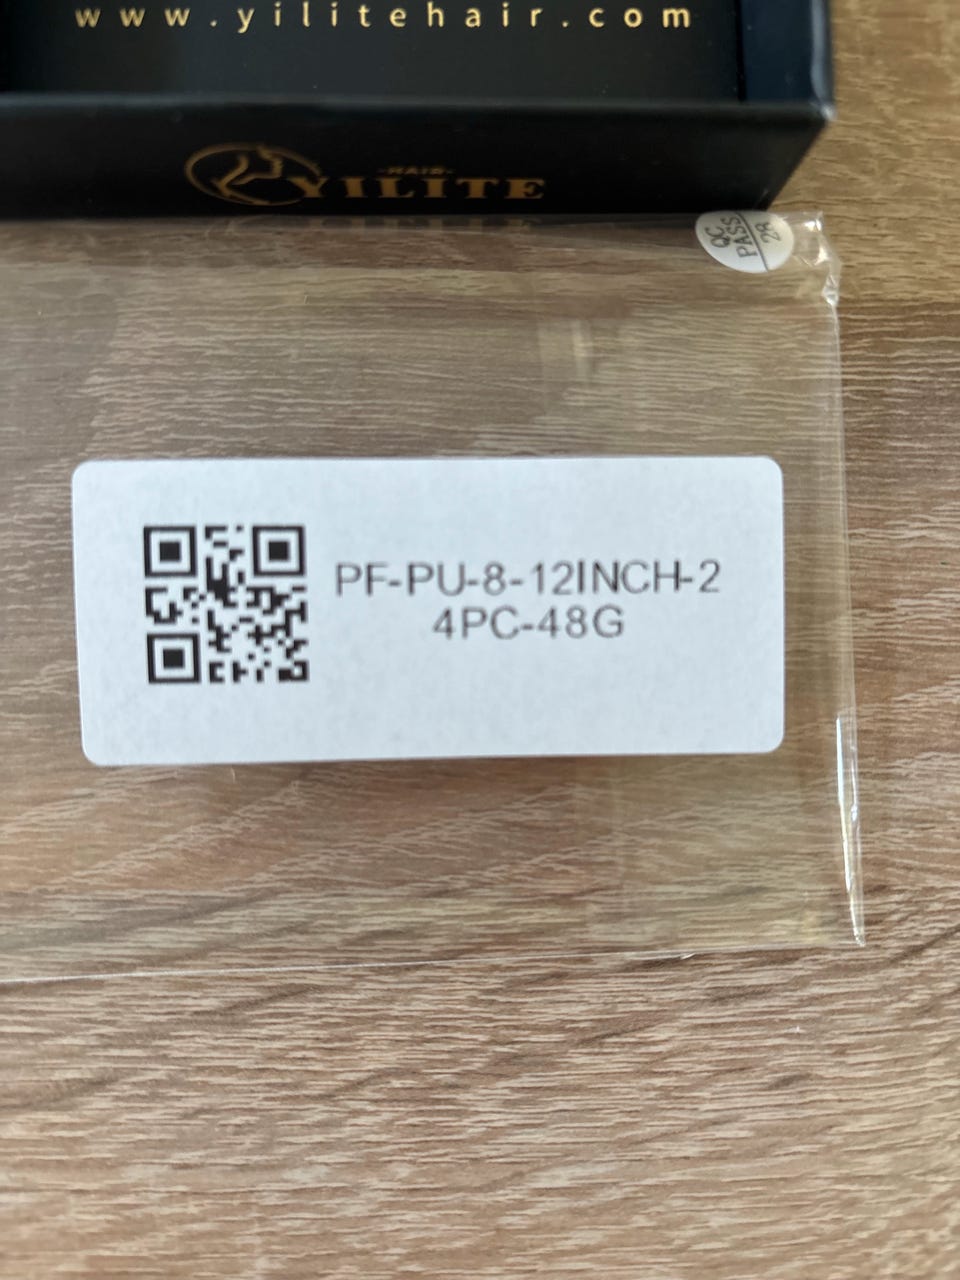 www.yilitehair.com
-HAIR-
YILITE
QC
PASS
28
PF-PU-8-12INCH-2
4PC-48G